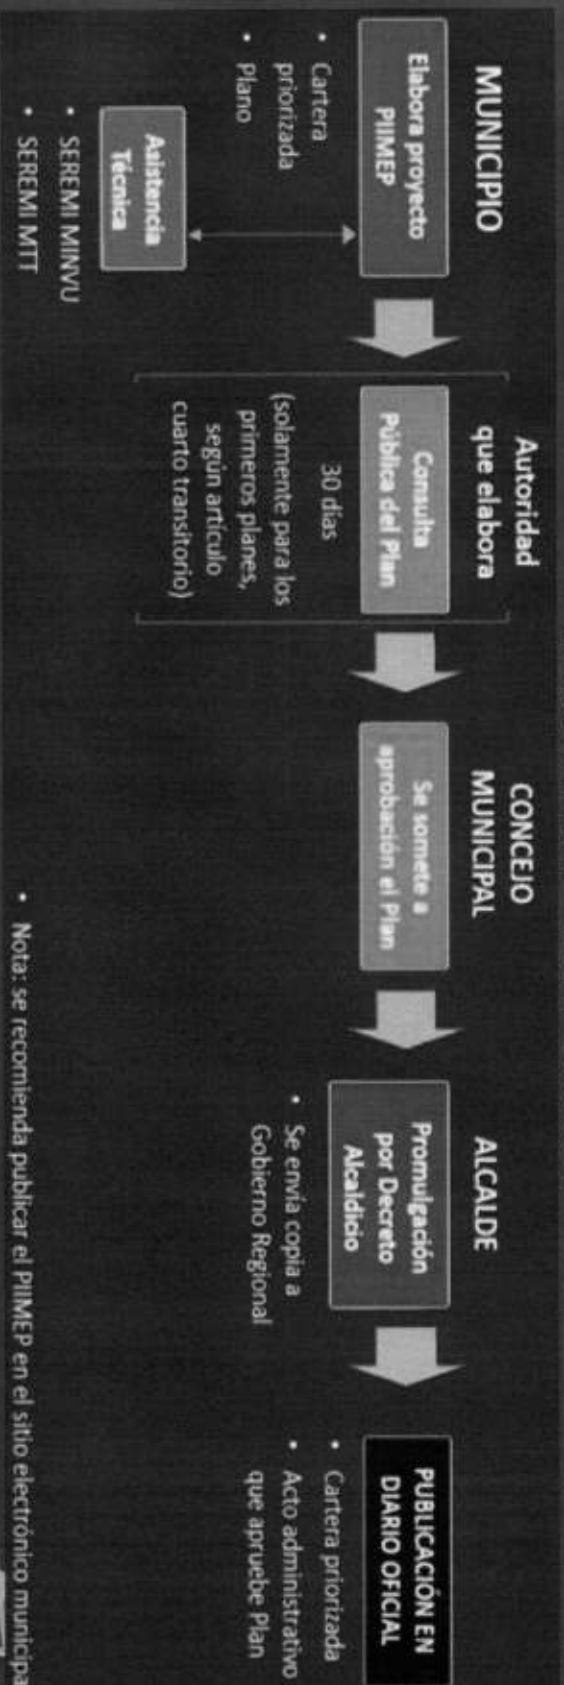 MUNICIPIO
Elabora proyecto
PIIMEP
• Cartera
priorizada
• Plano
Asistencia
Técnica
• SEREMI MINVU
• SEREMI MTT
Autoridad
que elabora
Consulta
Pública del Plan
30 días
(solamente para los
primeros planes,
según artículo
cuarto transitorio)
CONCEJO
MUNICIPAL
Se somete a
aprobación el Plan
ALCALDE
Promulgación
por Decreto
Alcaldicio
• Se envía copia a
Gobierno Regional
PUBLICACIÓN EN
DIARIO OFICIAL
• Cartera priorizada
• Acto administrativo
que apruebe Plan
• Nota: se recomienda publicar el PIIMEP en el sitio electrónico municipa